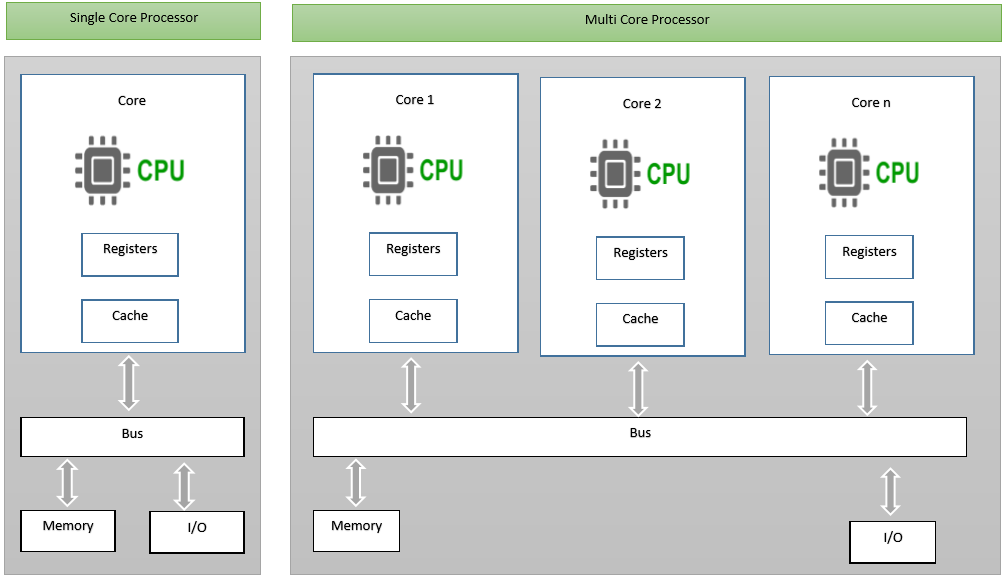 Single Core Processor
Multi Core Processor
Core
CPU
Registers
Cache
Bus
Memory
I/O
Core 1
CPU
Registers
Cache
Core 2
CPU
Registers
Cache
Core n
CPU
Registers
Cache
Bus
Memory
I/O